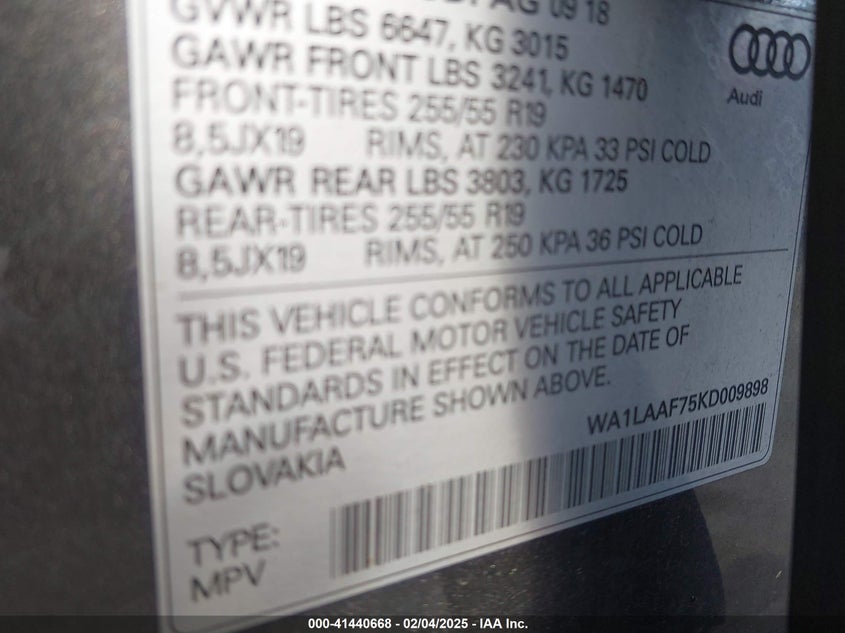 AG 09 18
GVWR LBS 6647, KG 3015
GAWR FRONT LBS 3241, KG 1470
FRONT-TIRES 255/55 R19
8,5JX19 RIMS, AT 230 KPA 33 PSI COLD
GAWR REAR LBS 3803, KG 1725
REAR-TIRES 255/55 R19
8,5JX19 RIMS, AT 250 KPA 36 PSI COLD
Audi
THIS VEHICLE CONFORMS TO ALL APPLICABLE
U.S. FEDERAL MOTOR VEHICLE SAFETY
STANDARDS IN EFFECT ON THE DATE OF
MANUFACTURE SHOWN ABOVE.
SLOVAKIA
WA1LAAF75KD009898
TYPE:
MPV
000-41440668 - 02/04/2025 - IAA Inc.